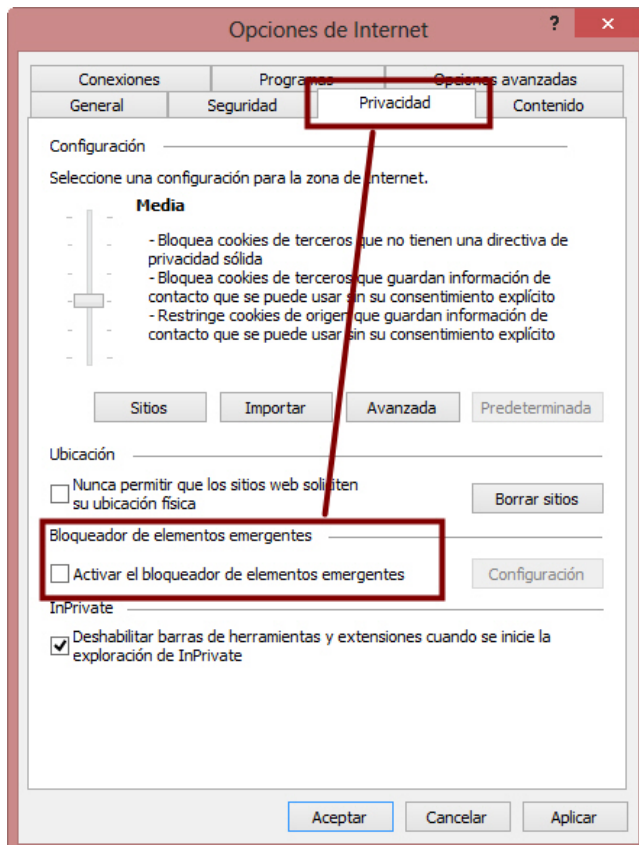 Opciones de Internet
?
×
Conexiones
Programas
Opciones avanzadas
General
Seguridad
Privacidad
Contenido
Configuración
Seleccione una configuración para la zona de Internet.
Media
- Bloquea cookies de terceros que no tienen una directiva de
privacidad sólida
- Bloquea cookies de terceros que guardan información de
contacto que se puede usar sin su consentimiento explícito
- Restringe cookies de origen que guardan información de
contacto que se puede usar sin su consentimiento explícito
Sitios
Importar
Avanzada
Predeterminada
Ubicación
Nunca permitir que los sitios web soliciten
su ubicación física
Borrar sitios
Bloqueador de elementos emergentes
Activar el bloqueador de elementos emergentes
Configuración
InPrivate
Deshabilitar barras de herramientas y extensiones cuando se inicie la
exploración de InPrivate
Aceptar
Cancelar
Aplicar